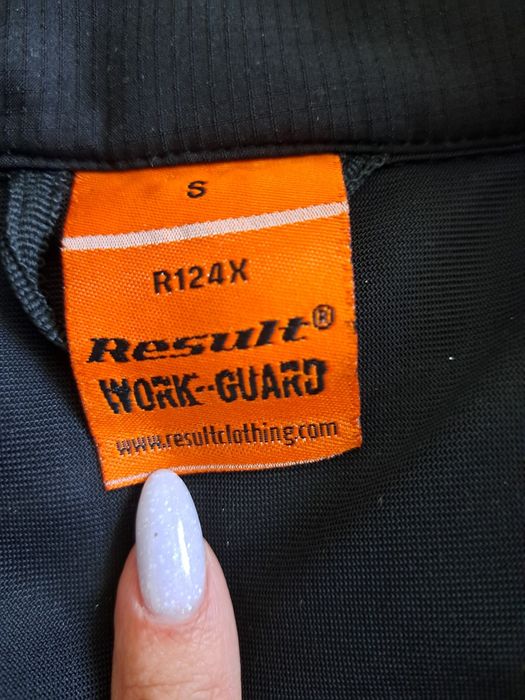 S
R124X
Result®
WORK-GUARD
www.resultclothing.com